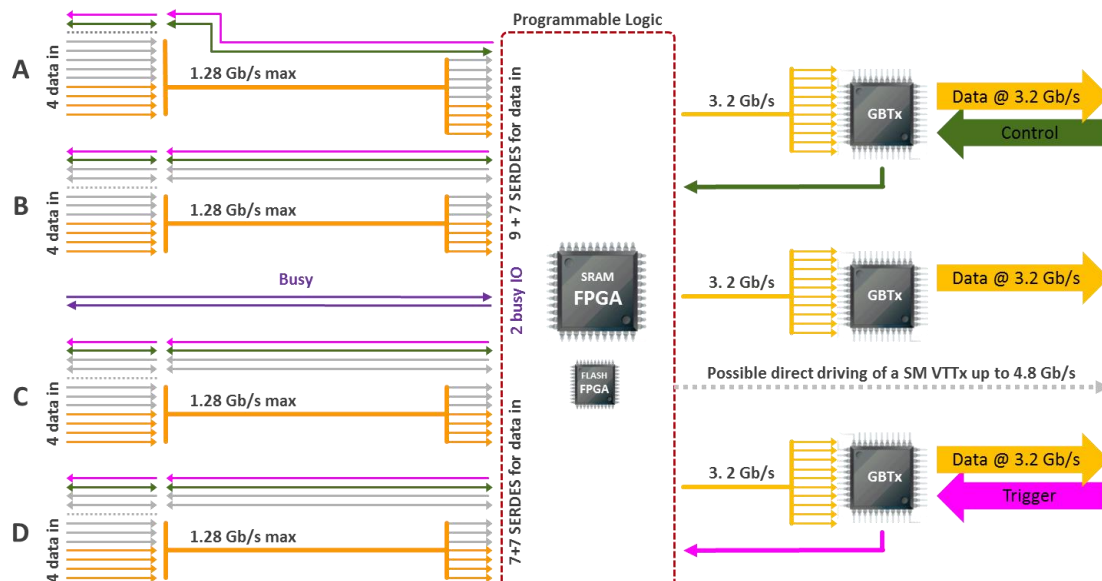 Programmable Logic
A
4 data in
1.28 Gb/s max
9 + 7 SERDES for data in
3. 2 Gb/s
GBTx
Data @ 3.2 Gb/s
Control
B
4 data in
1.28 Gb/s max
Busy
2 busy IO
SRAM
FPGA
3. 2 Gb/s
GBTx
Data @ 3.2 Gb/s
FLASH
FPGA
Possible direct driving of a SM VTTx up to 4.8 Gb/s
C
4 data in
1.28 Gb/s max
7+7 SERDES for data in
3. 2 Gb/s
GBTx
Data @ 3.2 Gb/s
Trigger
D
4 data in
1.28 Gb/s max